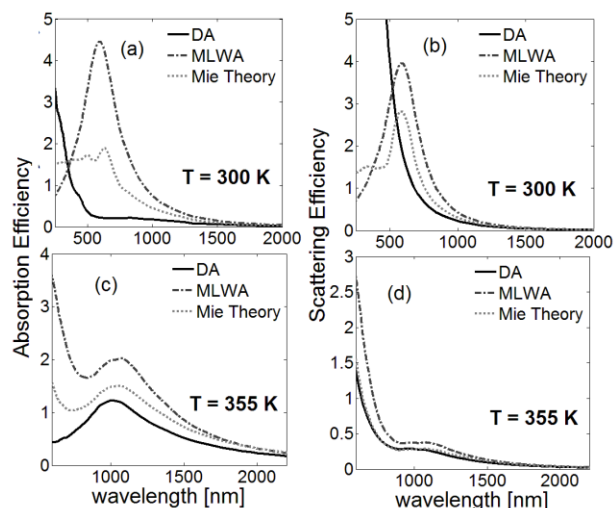 (a)
DA
MLWA
Mie Theory
T = 300 K
5
4
3
2
1
0
500 1000 1500 2000
(b)
DA
MLWA
Mie Theory
T = 300 K
5
4
3
2
1
0
500 1000 1500 2000
Absorption Efficiency
Scattering Efficiency
(c)
DA
MLWA
Mie Theory
T = 355 K
4
3
2
1
0
1000 1500 2000
wavelength [nm]
(d)
DA
MLWA
Mie Theory
T = 355 K
3
2.5
2
1.5
1
0.5
0
1000 1500 2000
wavelength [nm]